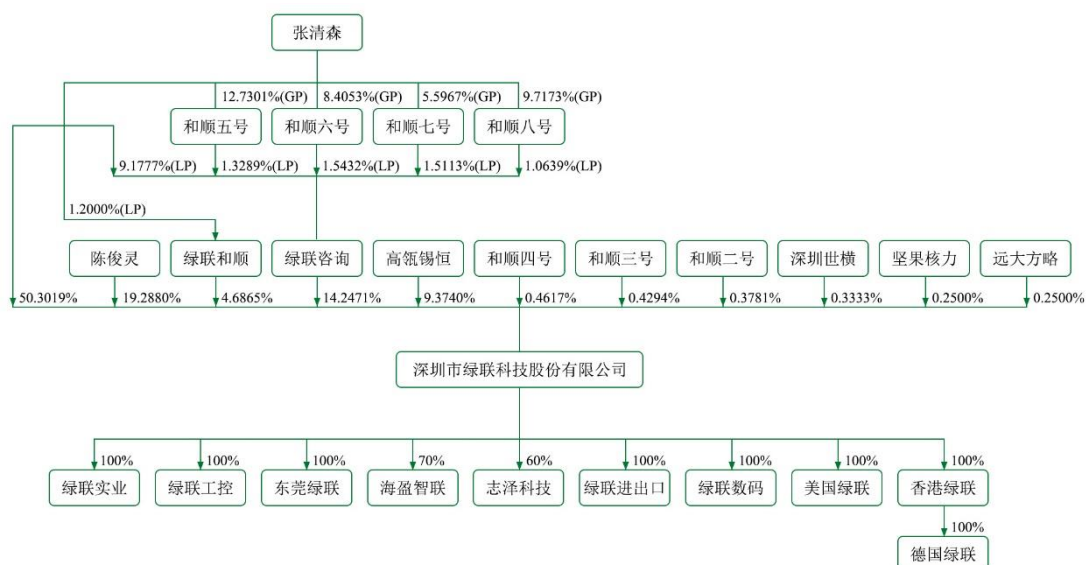 张清森
12.7301%(GP) 8.4053%(GP) 5.5967%(GP) 9.7173%(GP)
和顺五号 和顺六号 和顺七号 和顺八号
9.1777%(LP) 1.3289%(LP) 1.5432%(LP) 1.5113%(LP) 1.0639%(LP)
1.2000%(LP)
陈俊灵 绿联和顺 绿联咨询 高瓴锡恒 和顺四号 和顺三号 和顺二号 深圳世横 坚果核力 远大方略
50.3019% 19.2880% 4.6865% 14.2471% 9.3740% 0.4617% 0.4294% 0.3781% 0.3333% 0.2500% 0.2500%
深圳市绿联科技股份有限公司
100% 100% 100% 70% 60% 100% 100% 100% 100%
绿联实业 绿联工控 东莞绿联 海盈智联 志泽科技 绿联进出口 绿联数码 美国绿联 香港绿联
100%
德国绿联